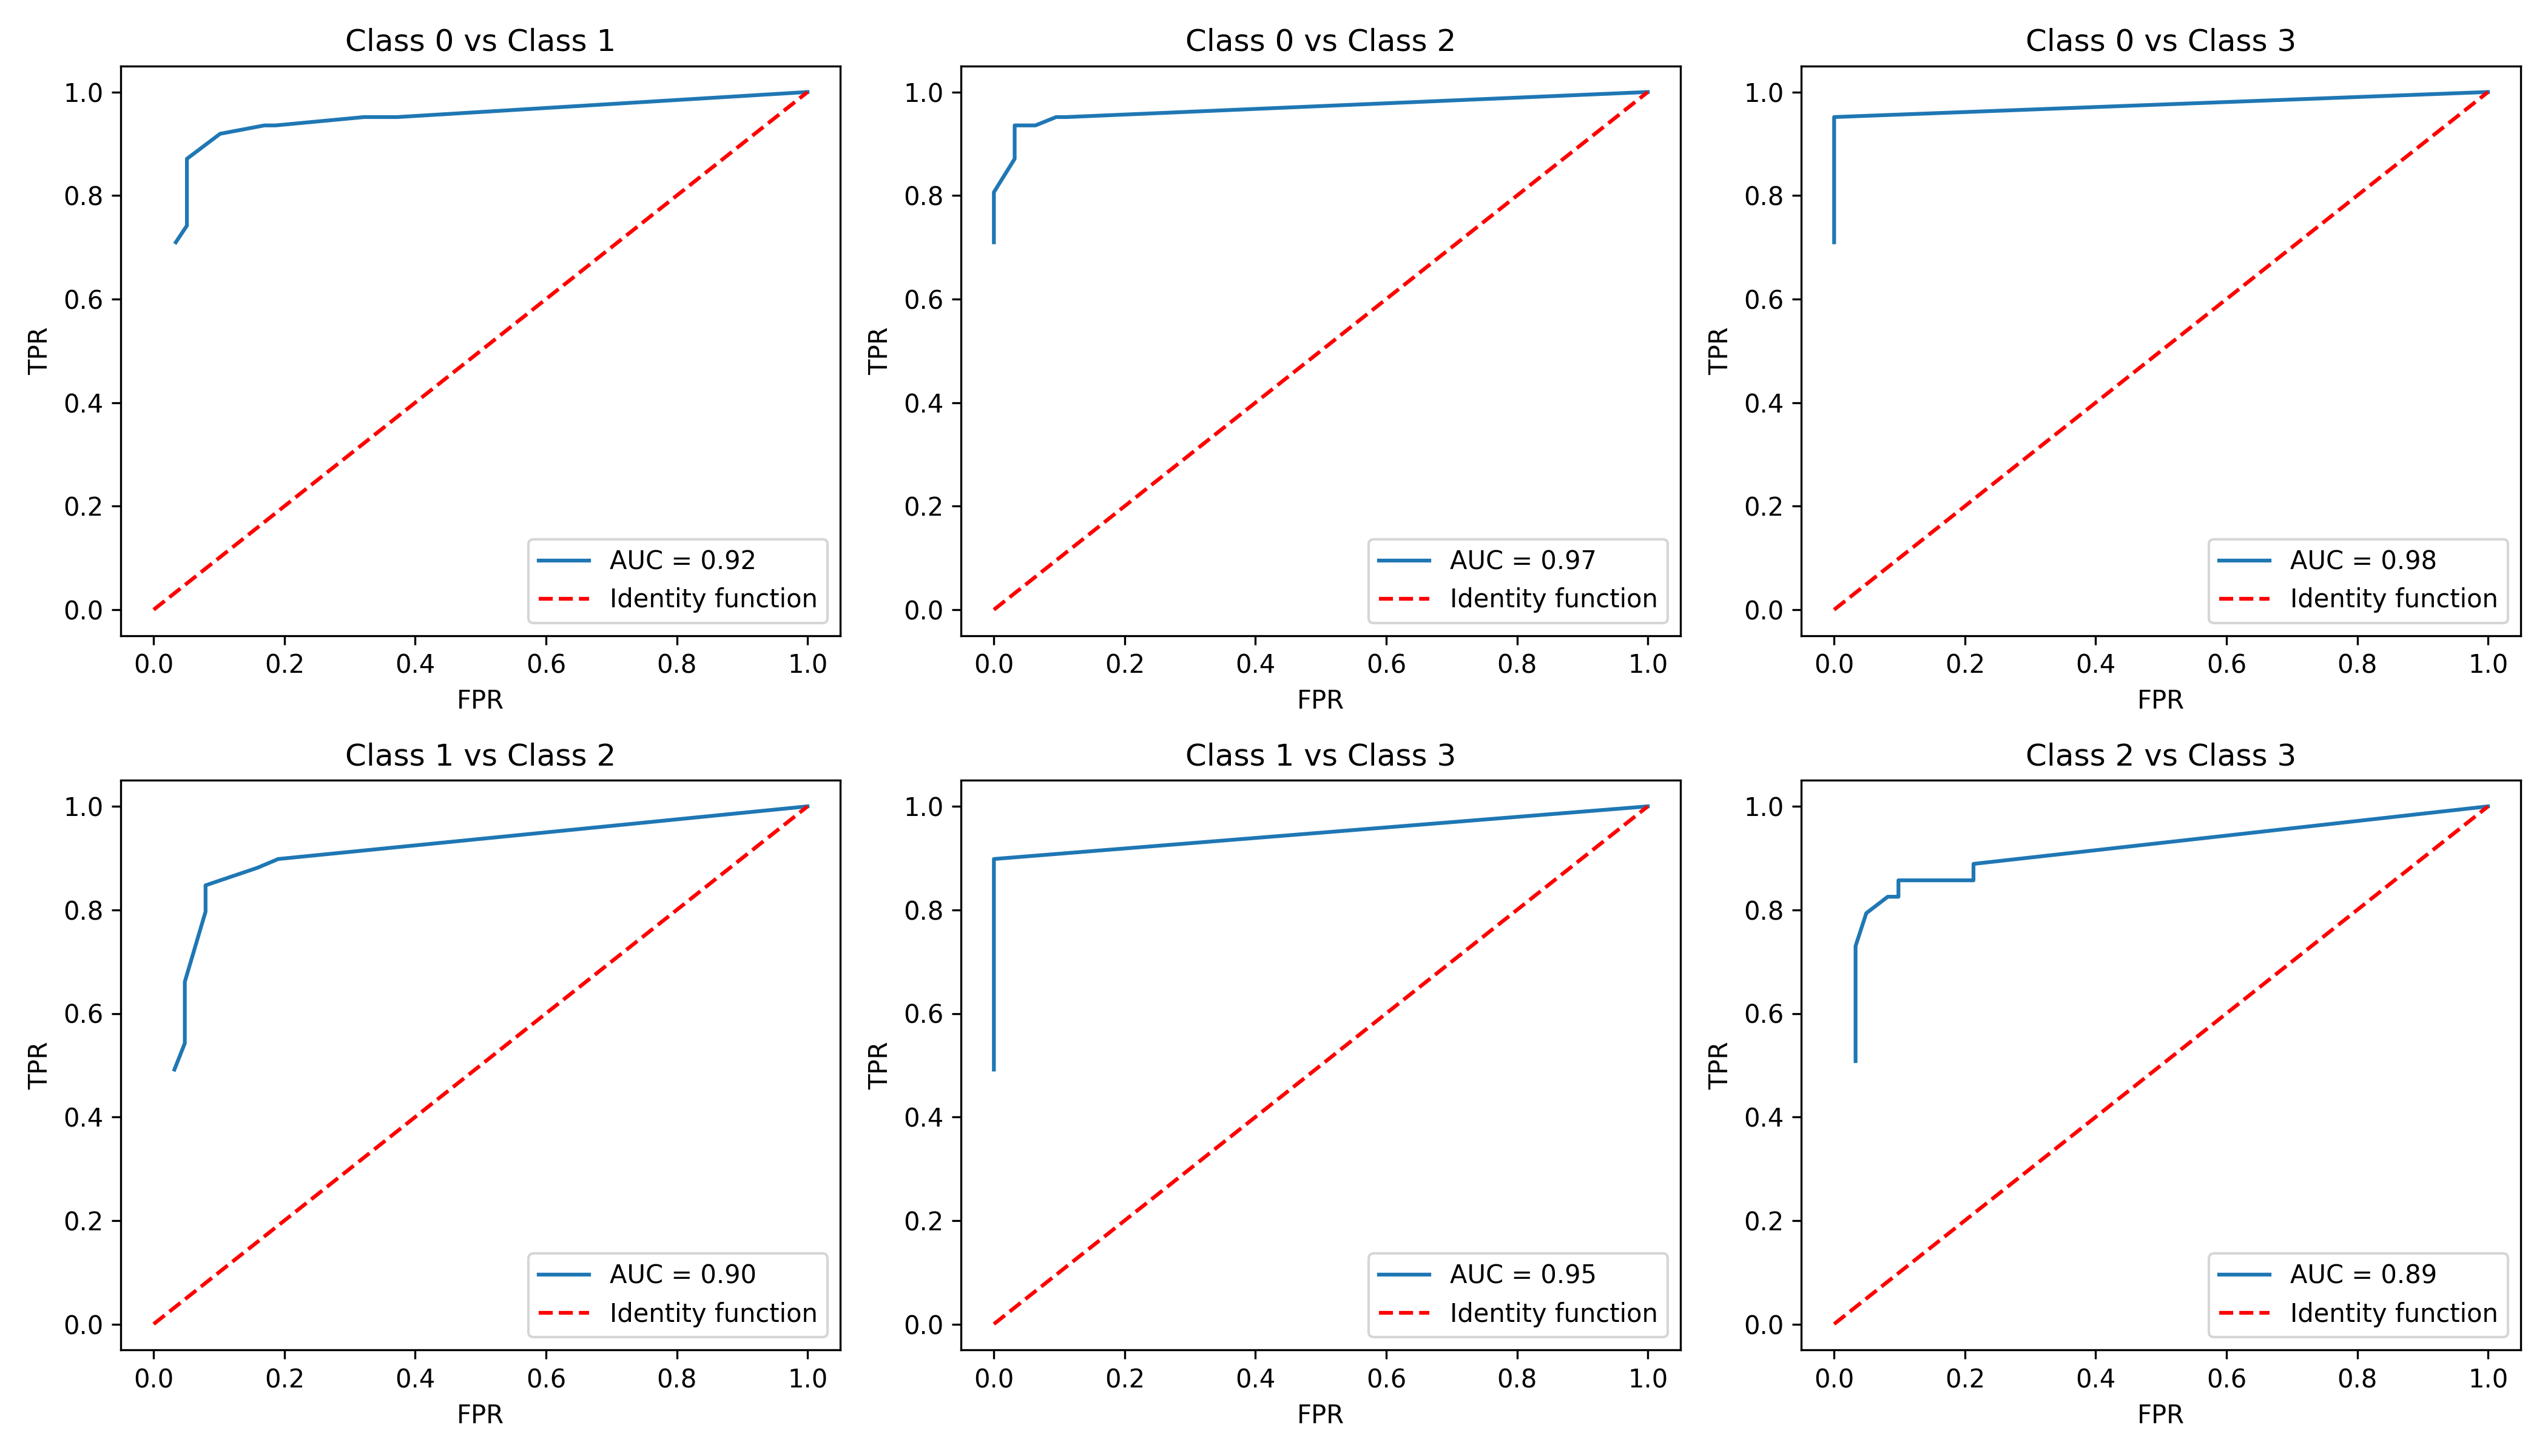 Class 0 vs Class 1
1.0
0.8
0.6
0.4
0.2
0.0
TPR
0.0 0.2 0.4 0.6 0.8 1.0
FPR
AUC = 0.92
Identity function
Class 0 vs Class 2
1.0
0.8
0.6
0.4
0.2
0.0
TPR
0.0 0.2 0.4 0.6 0.8 1.0
FPR
AUC = 0.97
Identity function
Class 0 vs Class 3
1.0
0.8
0.6
0.4
0.2
0.0
TPR
0.0 0.2 0.4 0.6 0.8 1.0
FPR
AUC = 0.98
Identity function
Class 1 vs Class 2
1.0
0.8
0.6
0.4
0.2
0.0
TPR
0.0 0.2 0.4 0.6 0.8 1.0
FPR
AUC = 0.90
Identity function
Class 1 vs Class 3
1.0
0.8
0.6
0.4
0.2
0.0
TPR
0.0 0.2 0.4 0.6 0.8 1.0
FPR
AUC = 0.95
Identity function
Class 2 vs Class 3
1.0
0.8
0.6
0.4
0.2
0.0
TPR
0.0 0.2 0.4 0.6 0.8 1.0
FPR
AUC = 0.89
Identity function